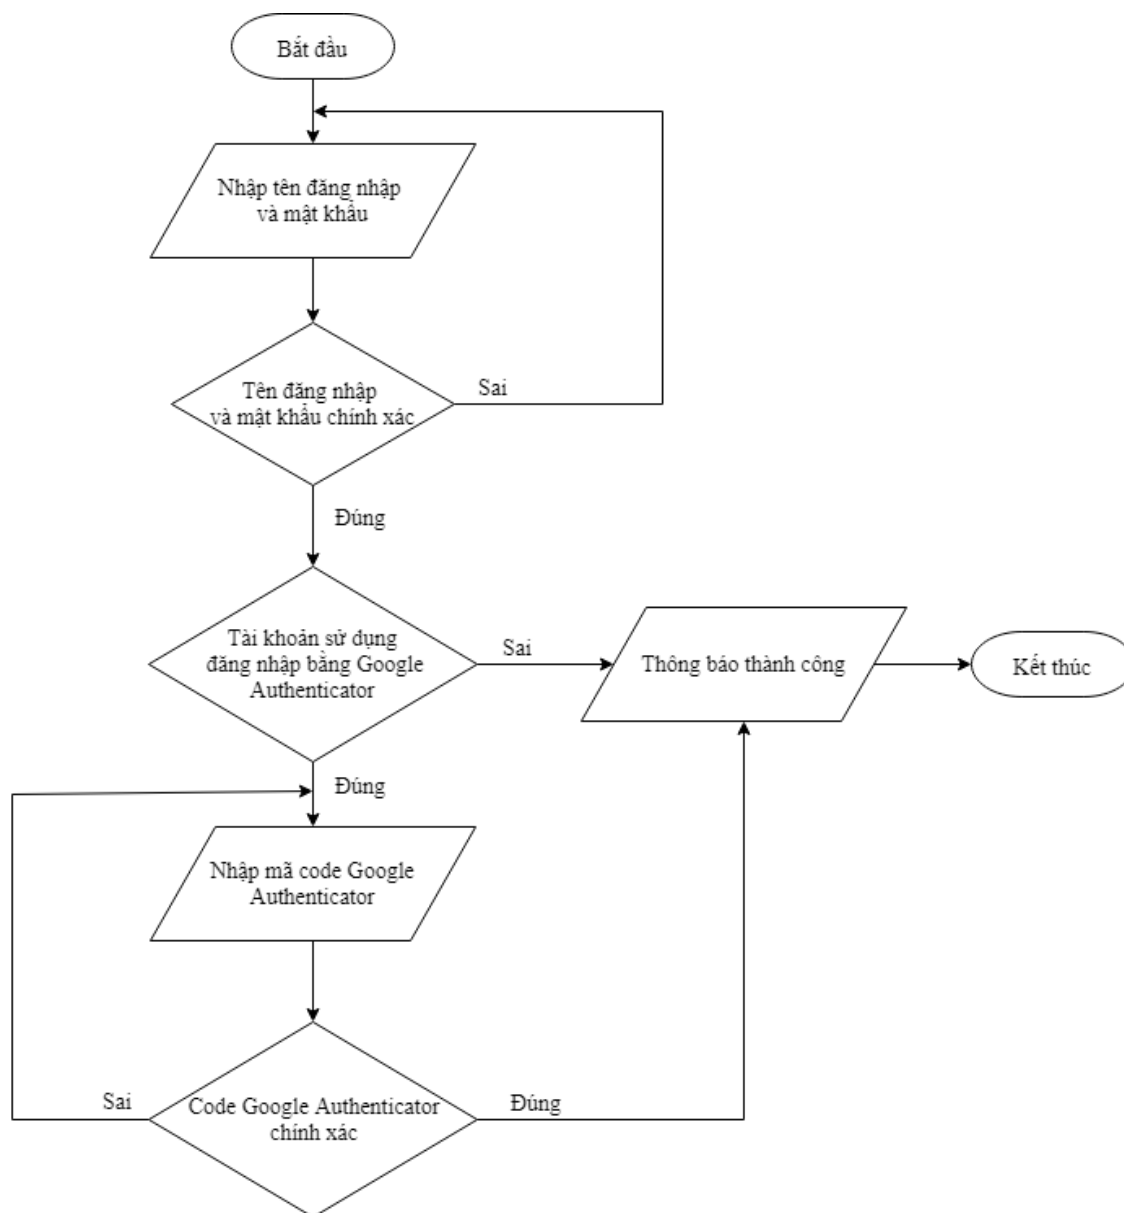 Bắt đầu
Nhập tên đăng nhập
và mật khẩu
Tên đăng nhập
và mật khẩu chính xác
Sai
Đúng
Tài khoản sử dụng
đăng nhập bằng Google
Authenticator
Sai
Thông báo thành công
Kết thúc
Đúng
Nhập mã code Google
Authenticator
Sai
Code Google Authenticator
chính xác
Đúng